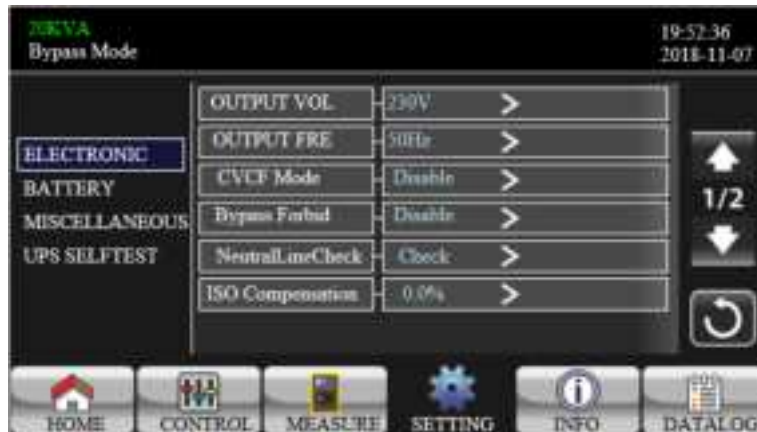 20KVA
Bypass Mode
19:52:36
2018-11-07
ELECTRONIC
BATTERY
MISCELLANEOUS
UPS SELFTEST
OUTPUT VOL 230V
OUTPUT FRE 50Hz
CVCF Mode Disable
Bypass Forbid Disable
NeutralLineCheck Check
ISO Compensation 0.0%
1/2
HOME CONTROL MEASURE SETTING INFO DATALOG